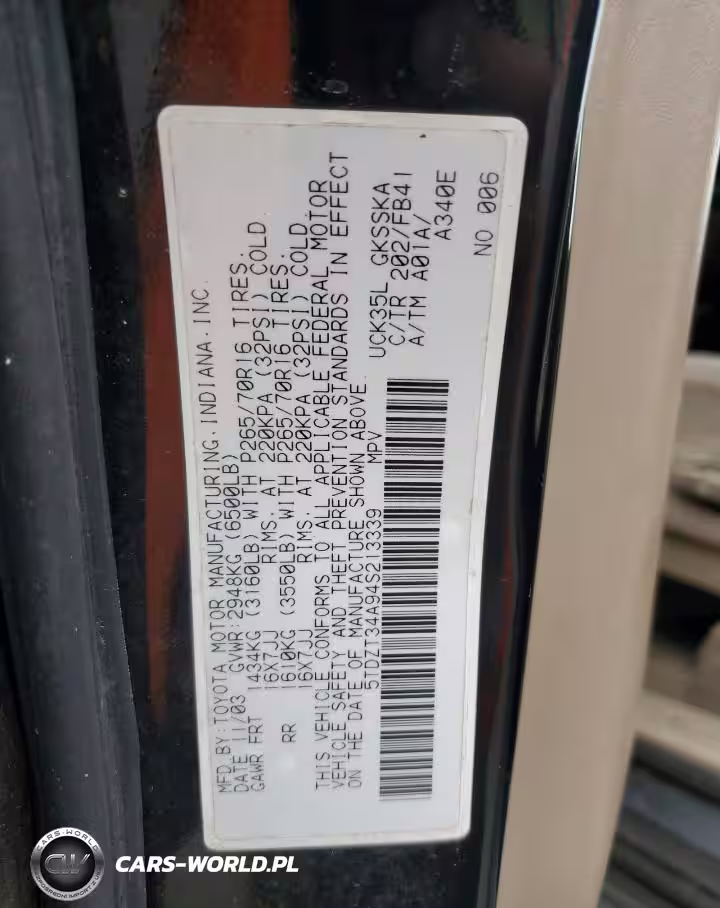 MFD.BY:TOYOTA MOTOR MANUFACTURING,INDIANA,INC.
DATE 11/03 GVWR:2948KG (6500LB)
GAWR FRT 1434KG (3160LB) WITH P265/70R16 TIRES.
16X7JJ RIMS. AT 220KPA (32PSI) COLD
RR 1610KG (3550LB) WITH P265/70R16 TIRES.
16X7JJ RIMS. AT 220KPA (32PSI) COLD.
THIS VEHICLE CONFORMS TO ALL APPLICABLE FEDERAL MOTOR
VEHICLE SAFETY AND THEFT PREVENTION STANDARDS IN EFFECT
ON THE DATE OF MANUFACTURE SHOWN ABOVE.
5TDZT34A94S213339 MPV
UCK35L GKSSKA
C/TR 202/FB41
A/TM A01A/
A340E
NO 006
CARS-WORLD
CW
CARS-WORLD.PL